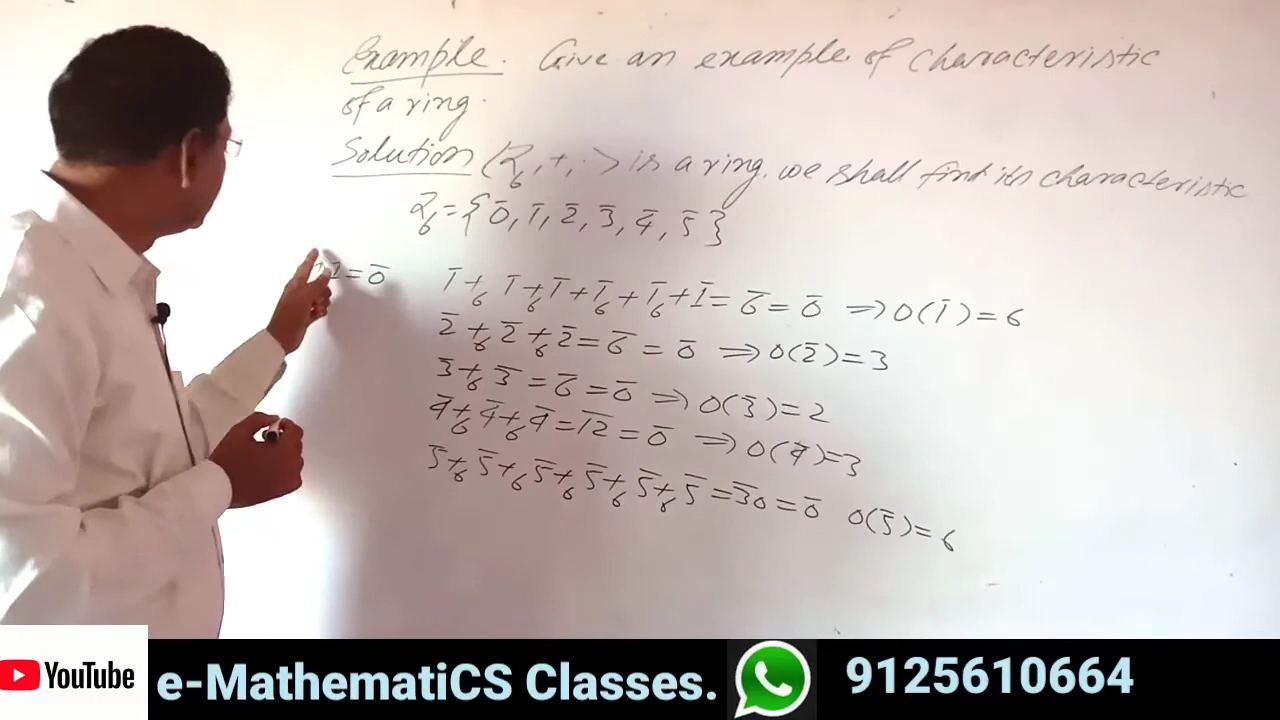 Example. Give an example of characteristic
of a ring.
Solution (Z₆, +, ·) is a ring. we shall find its characteristic
Z₆ = { 0̅, 1̅, 2̅, 3̅, 4̅, 5̅ }
= 0̅
1̅ +₆ 1̅ +₆ 1̅ + 1̅ +₆ 1̅ +₆ 1̅ = 6̅ = 0̅ ⇒ O(1̅) = 6
2̅ +₆ 2̅ +₆ 2̅ = 6̅ = 0̅ ⇒ O(2̅) = 3
3̅ +₆ 3̅ = 6̅ = 0̅ ⇒ O(3̅) = 2
4̅ +₆ 4̅ +₆ 4̅ = 1̅2̅ = 0̅ ⇒ O(4̅) = 3
5̅ +₆ 5̅ +₆ 5̅ +₆ 5̅ +₆ 5̅ +₆ 5̅ = 3̅0̅ = 0̅ O(5̅) = 6
YouTube
e-MathematiCS Classes.
9125610664